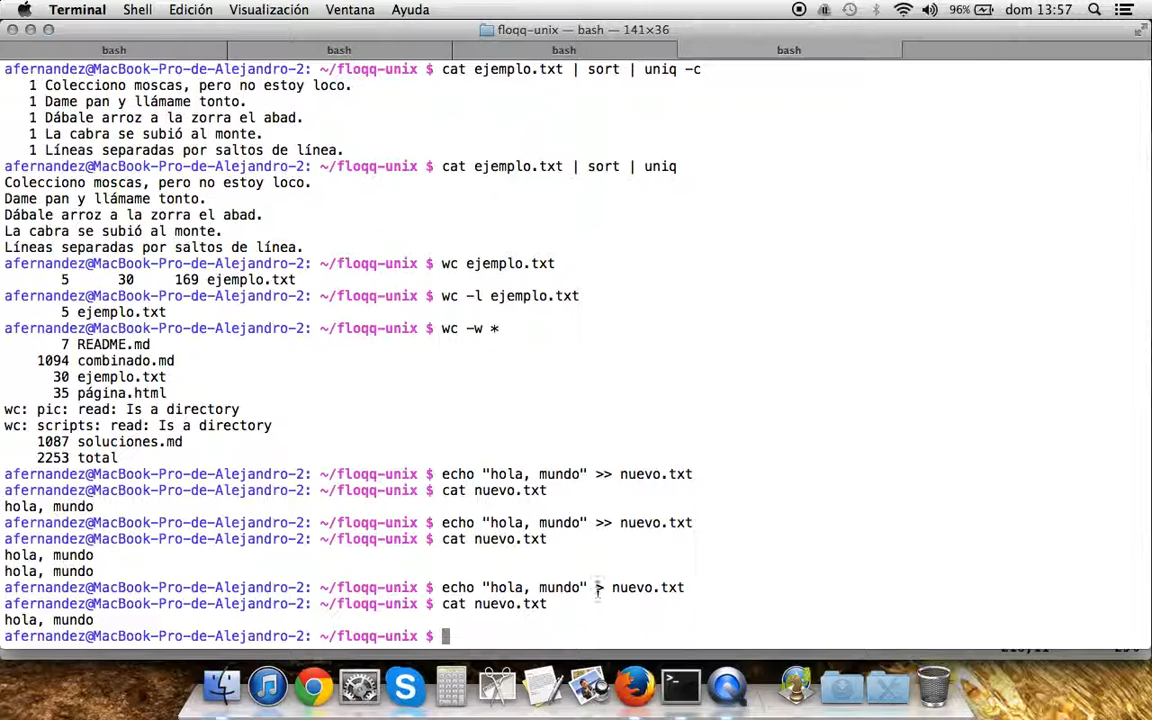 Terminal Shell Edición Visualización Ventana Ayuda 96% dom 13:57
floqq-unix — bash — 141×36
bash bash bash bash
afernandez@MacBook-Pro-de-Alejandro-2: ~/floqq-unix $ cat ejemplo.txt | sort | uniq -c
1 Colecciono moscas, pero no estoy loco.
1 Dame pan y llámame tonto.
1 Dábale arroz a la zorra el abad.
1 La cabra se subió al monte.
1 Líneas separadas por saltos de línea.
afernandez@MacBook-Pro-de-Alejandro-2: ~/floqq-unix $ cat ejemplo.txt | sort | uniq
Colecciono moscas, pero no estoy loco.
Dame pan y llámame tonto.
Dábale arroz a la zorra el abad.
La cabra se subió al monte.
Líneas separadas por saltos de línea.
afernandez@MacBook-Pro-de-Alejandro-2: ~/floqq-unix $ wc ejemplo.txt
5 30 169 ejemplo.txt
afernandez@MacBook-Pro-de-Alejandro-2: ~/floqq-unix $ wc -l ejemplo.txt
5 ejemplo.txt
afernandez@MacBook-Pro-de-Alejandro-2: ~/floqq-unix $ wc -w *
7 README.md
1094 combinado.md
30 ejemplo.txt
35 página.html
wc: pic: read: Is a directory
wc: scripts: read: Is a directory
1087 soluciones.md
2253 total
afernandez@MacBook-Pro-de-Alejandro-2: ~/floqq-unix $ echo "hola, mundo" >> nuevo.txt
afernandez@MacBook-Pro-de-Alejandro-2: ~/floqq-unix $ cat nuevo.txt
hola, mundo
afernandez@MacBook-Pro-de-Alejandro-2: ~/floqq-unix $ echo "hola, mundo" >> nuevo.txt
afernandez@MacBook-Pro-de-Alejandro-2: ~/floqq-unix $ cat nuevo.txt
hola, mundo
hola, mundo
afernandez@MacBook-Pro-de-Alejandro-2: ~/floqq-unix $ echo "hola, mundo" > nuevo.txt
afernandez@MacBook-Pro-de-Alejandro-2: ~/floqq-unix $ cat nuevo.txt
hola, mundo
afernandez@MacBook-Pro-de-Alejandro-2: ~/floqq-unix $